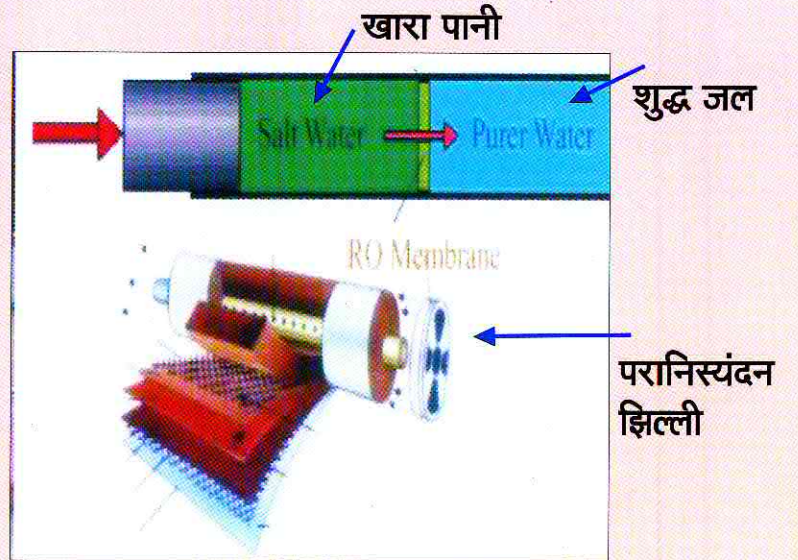 खारा पानी
शुद्ध जल
Salt Water
Purer Water
RO Membrane
परानिस्यंदन
झिल्ली